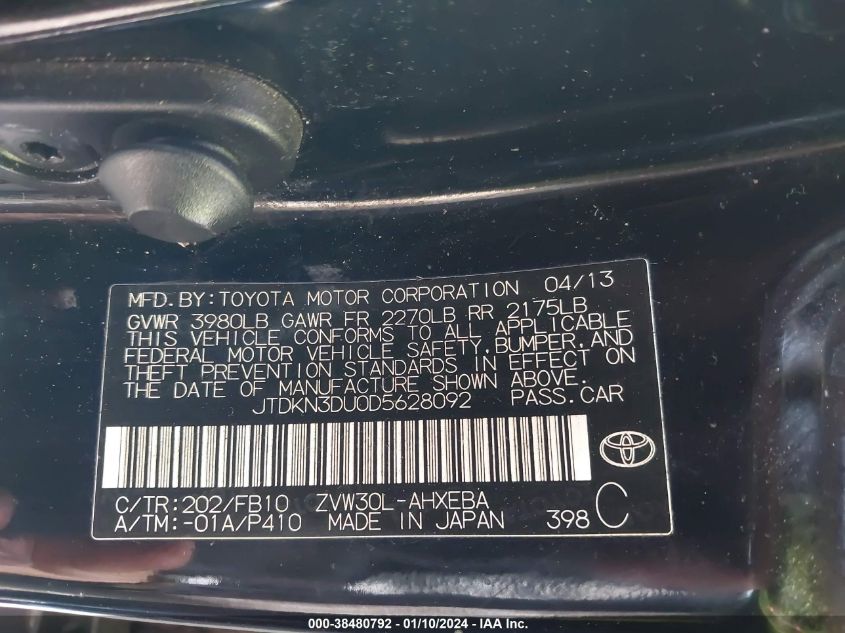 MFD. BY: TOYOTA MOTOR CORPORATION 04/13
GVWR 3980LB GAWR FR 2270LB RR 2175LB
THIS VEHICLE CONFORMS TO ALL APPLICABLE
FEDERAL MOTOR VEHICLE SAFETY, BUMPER, AND
THEFT PREVENTION STANDARDS IN EFFECT ON
THE DATE OF MANUFACTURE SHOWN ABOVE.
JTDKN3DU0D5628092 PASS. CAR
C/TR: 202/FB10 ZVW30L-AHXEBA
A/TM: -01A/P410 MADE IN JAPAN 398 C
000-38480792 - 01/10/2024 - IAA Inc.